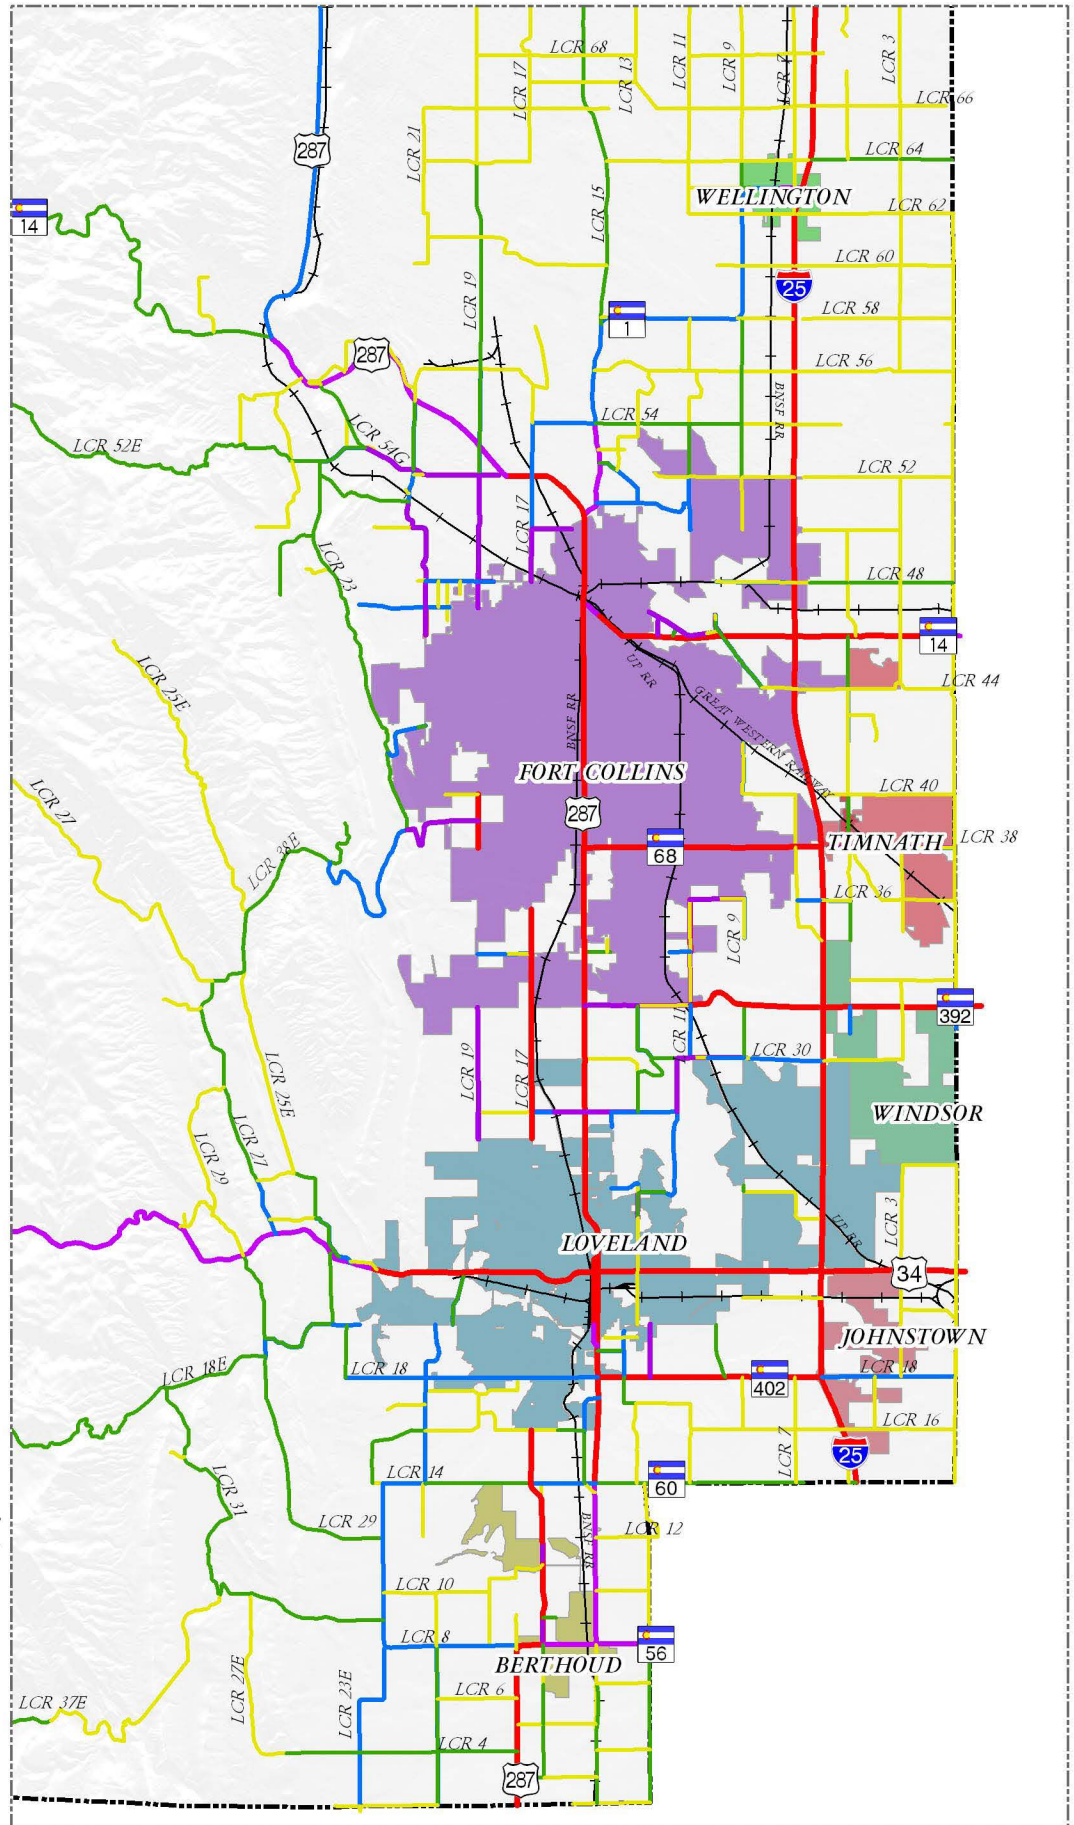 LCR 68
LCR 17
LCR 13
LCR 11
LCR 9
LCR 3
LCR 66
287
LCR 21
LCR 64
WELLINGTON
LCR 15
LCR 62
14
LCR 60
LCR 19
25
1
LCR 58
287
LCR 56
LCR 54
BNSF RR
LCR 52E
LCR 54G
LCR 52
LCR 17
LCR 23
LCR 48
14
LCR 25E
UP RR
LCR 44
GREAT WESTERN RAILWAY
BNSF RR
FORT COLLINS
LCR 27
LCR 40
287
68
TIMNATH
LCR 38
LCR 38E
LCR 36
LCR 9
392
LCR 11
LCR 30
LCR 19
LCR 17
LCR 25E
WINDSOR
LCR 27
LCR 29
LCR 3
UP RR
LOVELAND
34
JOHNSTOWN
LCR 18E
LCR 18
402
LCR 18
LCR 16
LCR 7
25
LCR 14
60
LCR 31
LCR 29
BNSF RR
LCR 12
LCR 10
LCR 8
56
BERTHOUD
LCR 27E
LCR 23E
LCR 6
LCR 37E
LCR 4
287